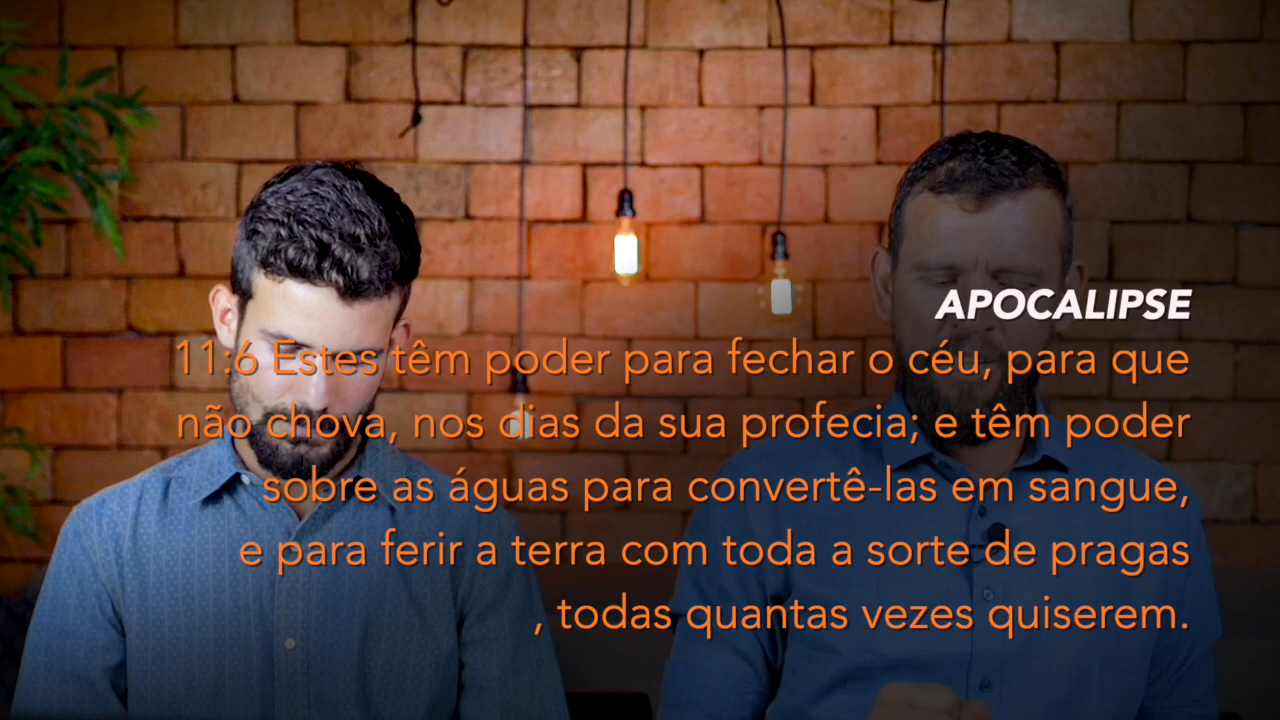 APOCALIPSE
11:6 Estes têm poder para fechar o céu, para que
não chova, nos dias da sua profecia; e têm poder
sobre as águas para convertê-las em sangue,
e para ferir a terra com toda a sorte de pragas
, todas quantas vezes quiserem.